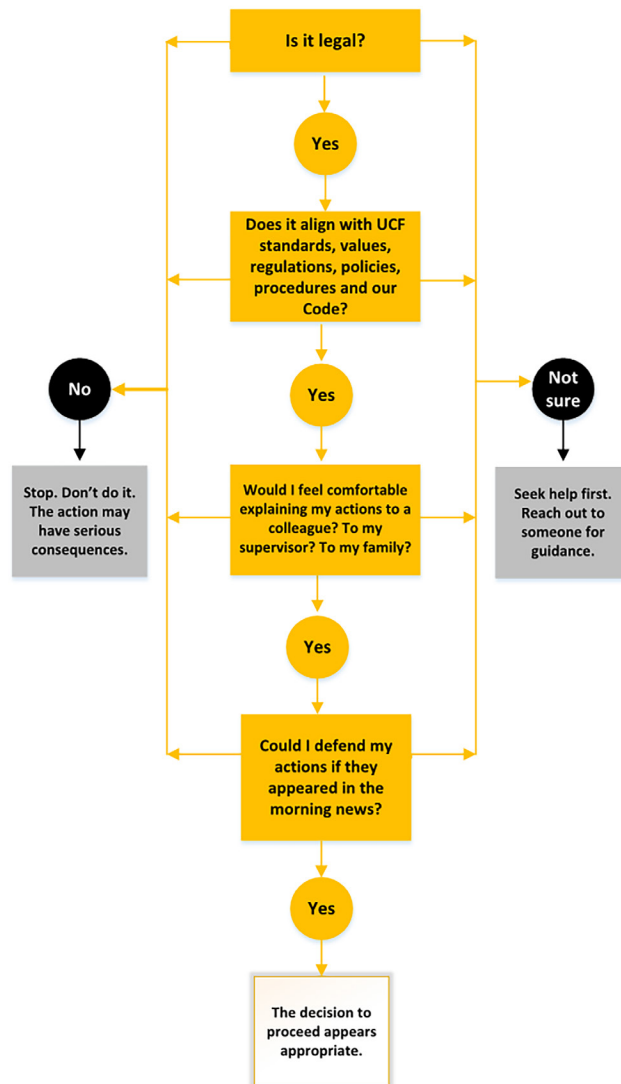 Is it legal?
Yes
Does it align with UCF
standards, values,
regulations, policies,
procedures and our
Code?
No
Yes
Not
sure
Stop. Don’t do it.
The action may
have serious
consequences.
Would I feel comfortable
explaining my actions to a
colleague? To my
supervisor? To my family?
Seek help first.
Reach out to
someone for
guidance.
Yes
Could I defend my
actions if they
appeared in the
morning news?
Yes
The decision to
proceed appears
appropriate.